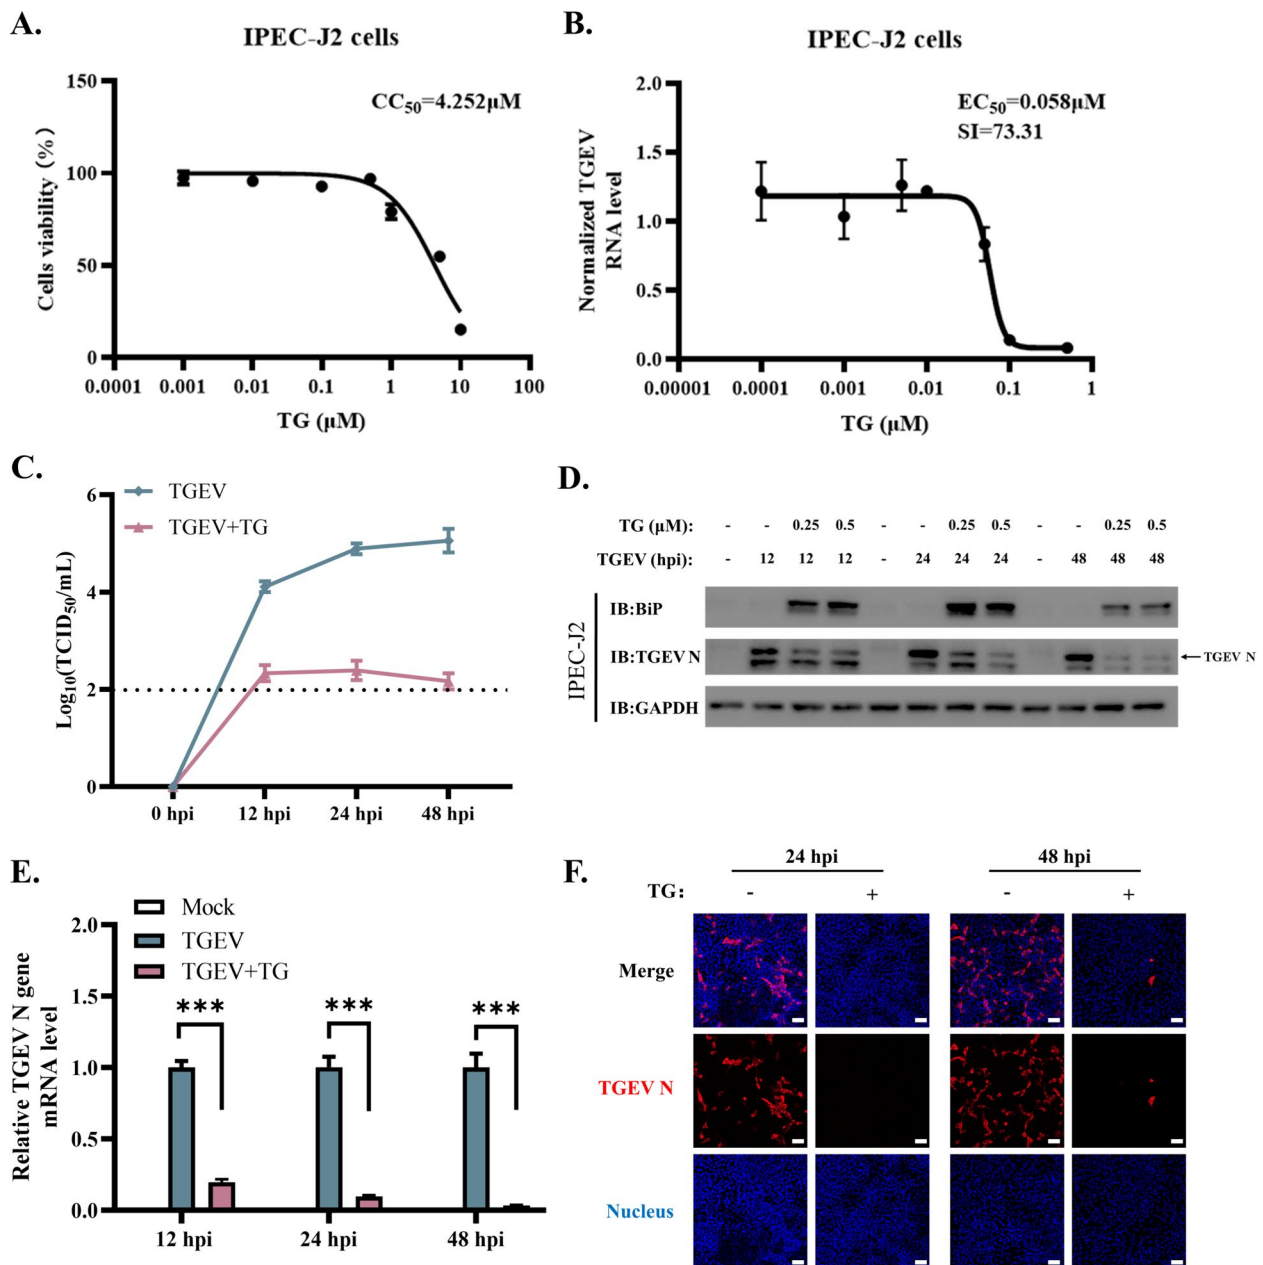 A.
IPEC-J2 cells
CC50=4.252μM
Cells viability (%)
150
100
50
0
0.0001 0.001 0.01 0.1 1 10 100
TG (μM)
B.
IPEC-J2 cells
EC50=0.058μM
SI=73.31
Normalized TGEV
RNA level
2.0
1.5
1.0
0.5
0.0
0.00001 0.0001 0.001 0.01 0.1 1
TG (μM)
C.
TGEV
TGEV+TG
Log10(TCID50/mL)
6
4
2
0
0 hpi 12 hpi 24 hpi 48 hpi
D.
TG (μM): - - 0.25 0.5 - - 0.25 0.5 - - 0.25 0.5
TGEV (hpi): - 12 12 12 - 24 24 24 - 48 48 48
IPEC-J2
IB:BiP
IB:TGEV N
TGEV N
IB:GAPDH
E.
Mock
TGEV
TGEV+TG
Relative TGEV N gene
mRNA level
2.0
1.5
1.0
0.5
0.0
*** *** ***
12 hpi 24 hpi 48 hpi
F.
24 hpi 48 hpi
TG: - + - +
Merge
TGEV N
Nucleus